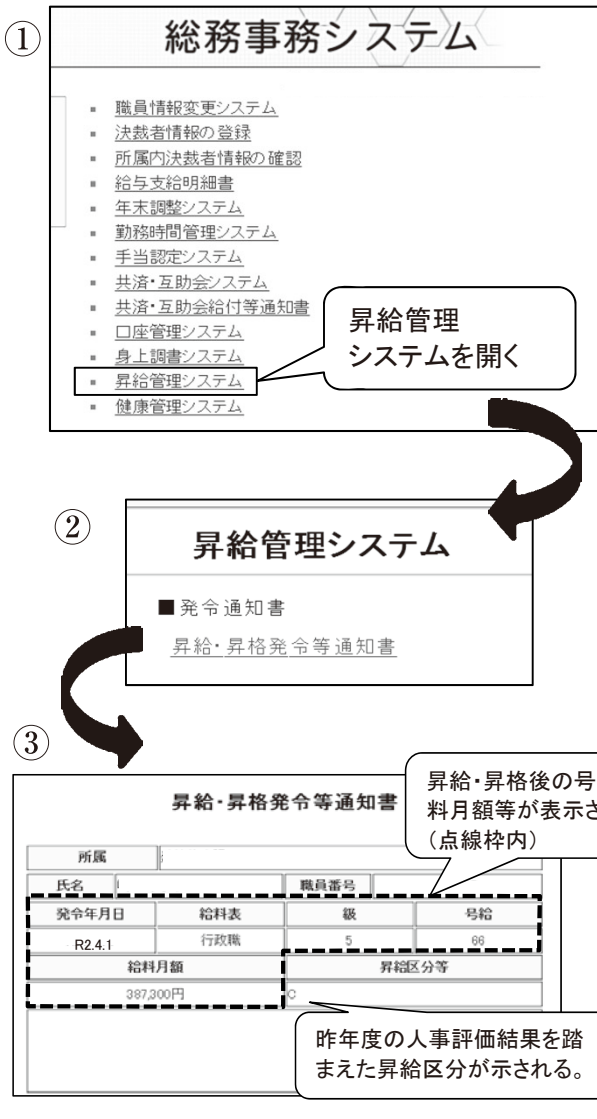 ①
総務事務システム
職員情報変更システム
決裁者情報の登録
所属内決裁者情報の確認
給与支給明細書
年末調整システム
勤務時間管理システム
手当認定システム
共済・互助会システム
共済・互助会給付等通知書
口座管理システム
身上調書システム
昇給管理システム
健康管理システム
昇給管理
システムを開く
②
昇給管理システム
■発令通知書
昇給・昇格発令等通知書
③
昇給・昇格発令等通知書
昇給・昇格後の号
料月額等が表示さ
（点線枠内）
所属
氏名 職員番号
発令年月日 給料表 級 号給
R2.4.1 行政職 5 66
給料月額 昇給区分等
387,300円 C
昨年度の人事評価結果を踏
まえた昇給区分が示される。